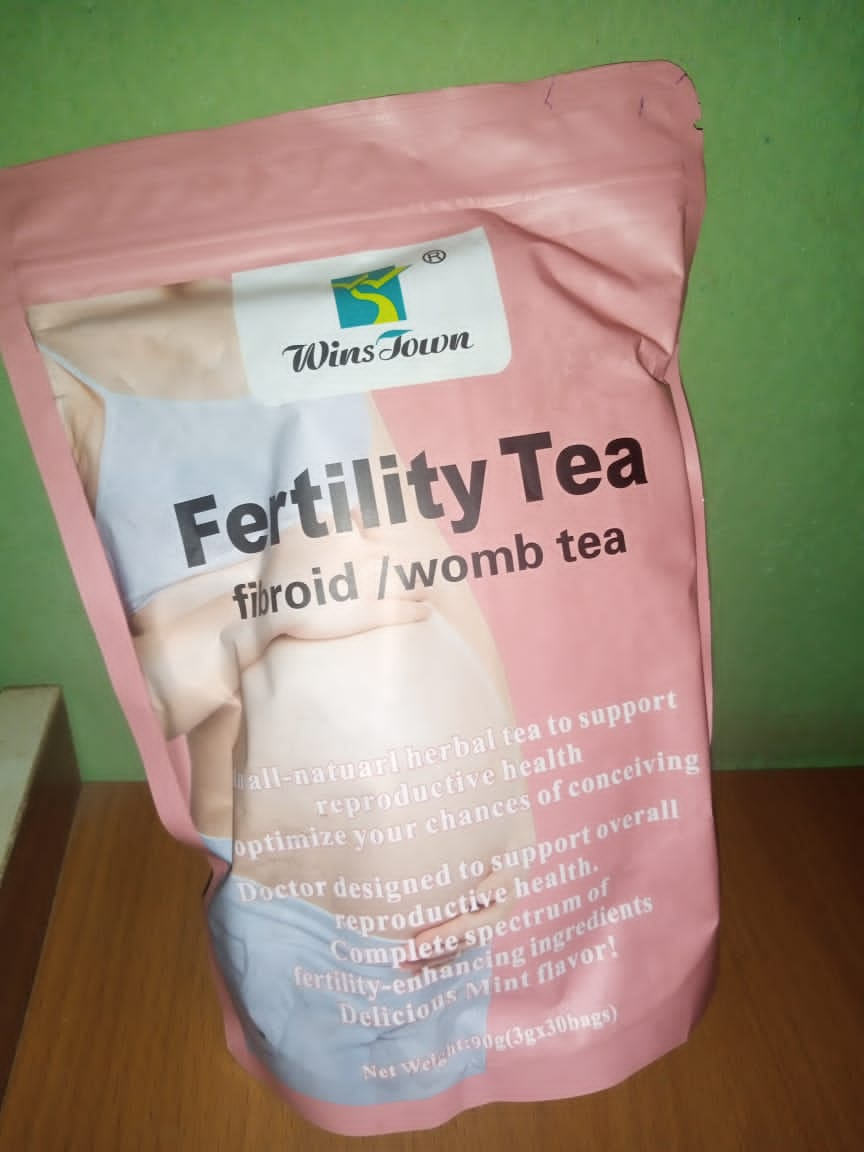 ®
Wins Town
Fertility Tea
fibroid /womb tea
all-natuarl herbal tea to support
reproductive health
optimize your chances of conceiving
Doctor designed to support overall
reproductive health.
Complete spectrum of
fertility-enhancing ingredients
Delicious Mint flavor!
Net Weight:90g(3gx30bags)